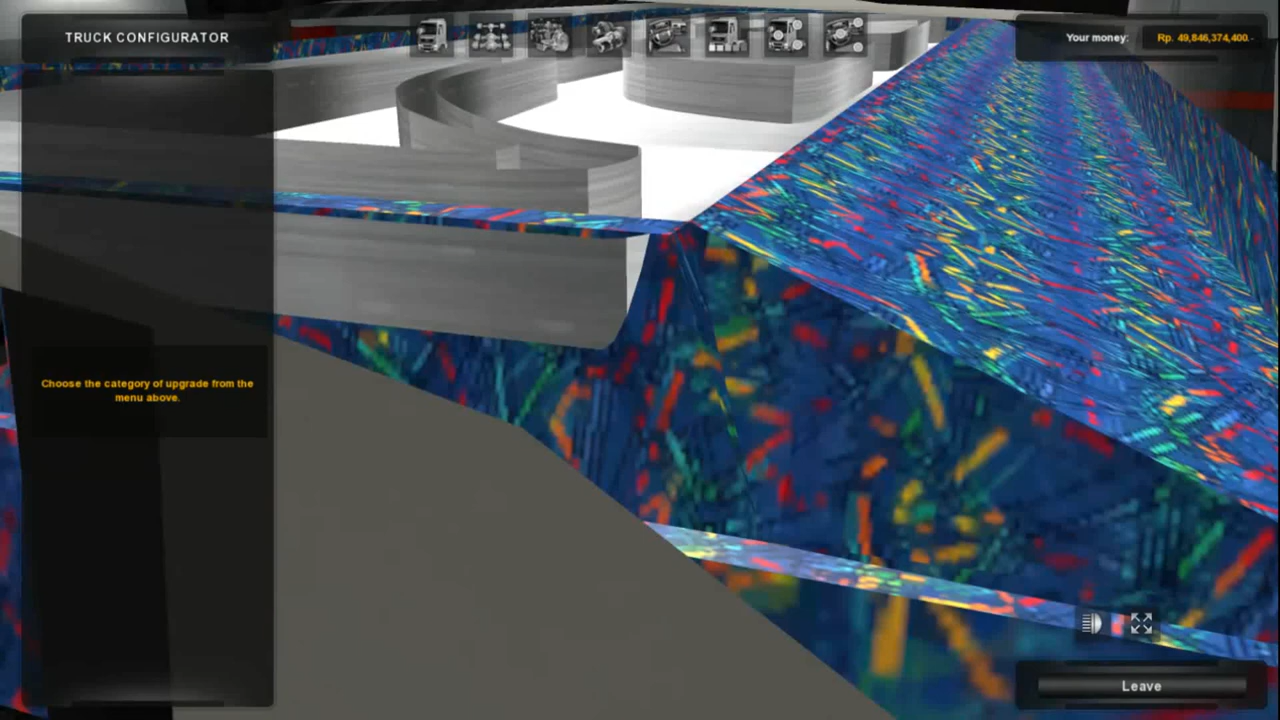 TRUCK CONFIGURATOR
Your money:
Rp. 49,846,374,400.-
Choose the category of upgrade from the
menu above.
Leave